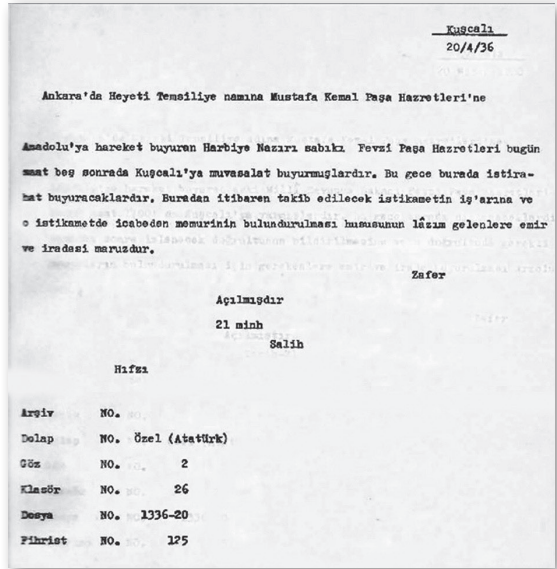 Kuşcalı
20/4/36
Ankara'da Heyeti Temsiliye namına Mustafa Kemal Paşa Hazretleri'ne
Anadolu'ya hareket buyuran Harbiye Nazırı sabıkı Fevzi Paşa Hazretleri bugün
saat beş sonrada Kuşcalı'ya muvasalat buyurmuşlardır. Bu gece burada istira-
hat buyuracaklardır. Buradan itibaren takib edilecek istikametin iş'arına ve
o istikametde icabeden memurinin bulundurulması hususunun lâzım gelenlere emir
ve iradesi maruzdur.
Zafer
Açılmışdır
21 minh
Salih
Hıfzı
Arşiv NO.
Dolap NO. Özel (Atatürk)
Göz NO. 2
Klasör NO. 26
Dosya NO. 1336-20
Fihrist NO. 125